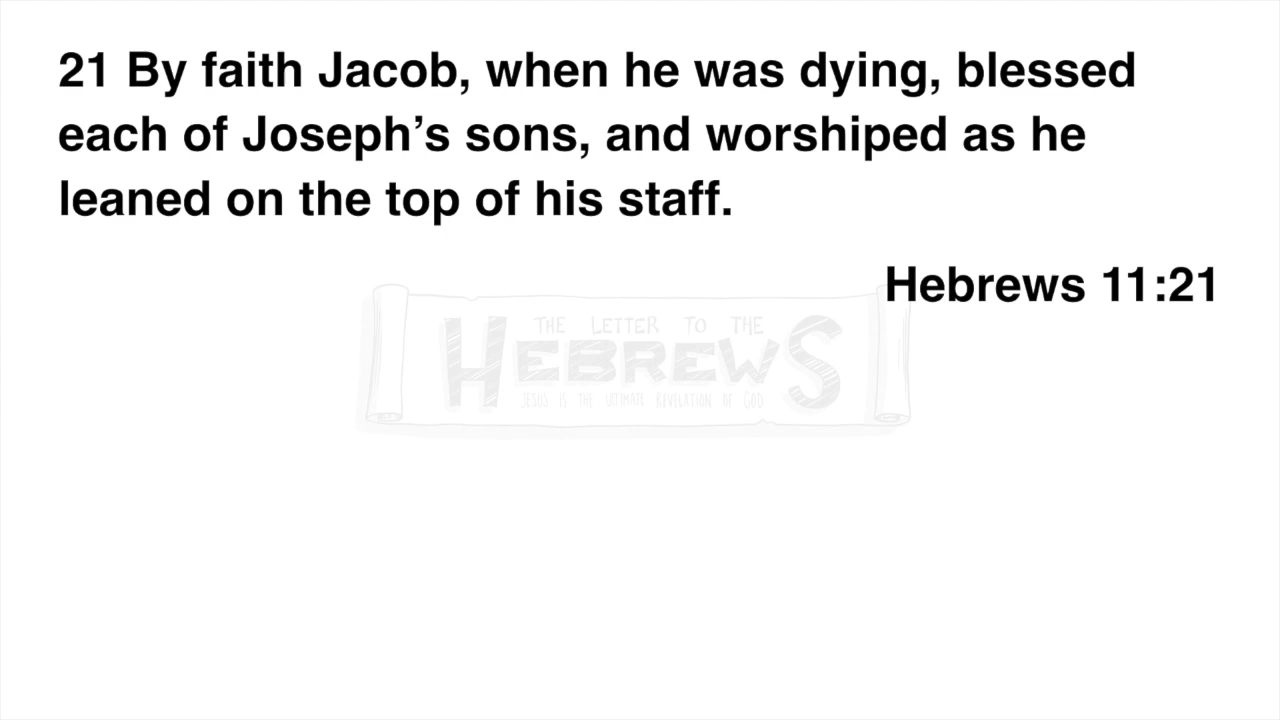 21 By faith Jacob, when he was dying, blessed
each of Joseph’s sons, and worshiped as he
leaned on the top of his staff.
Hebrews 11:21
THE LETTER TO THE
HEBREWS
JESUS IS THE ULTIMATE REVELATION OF GOD